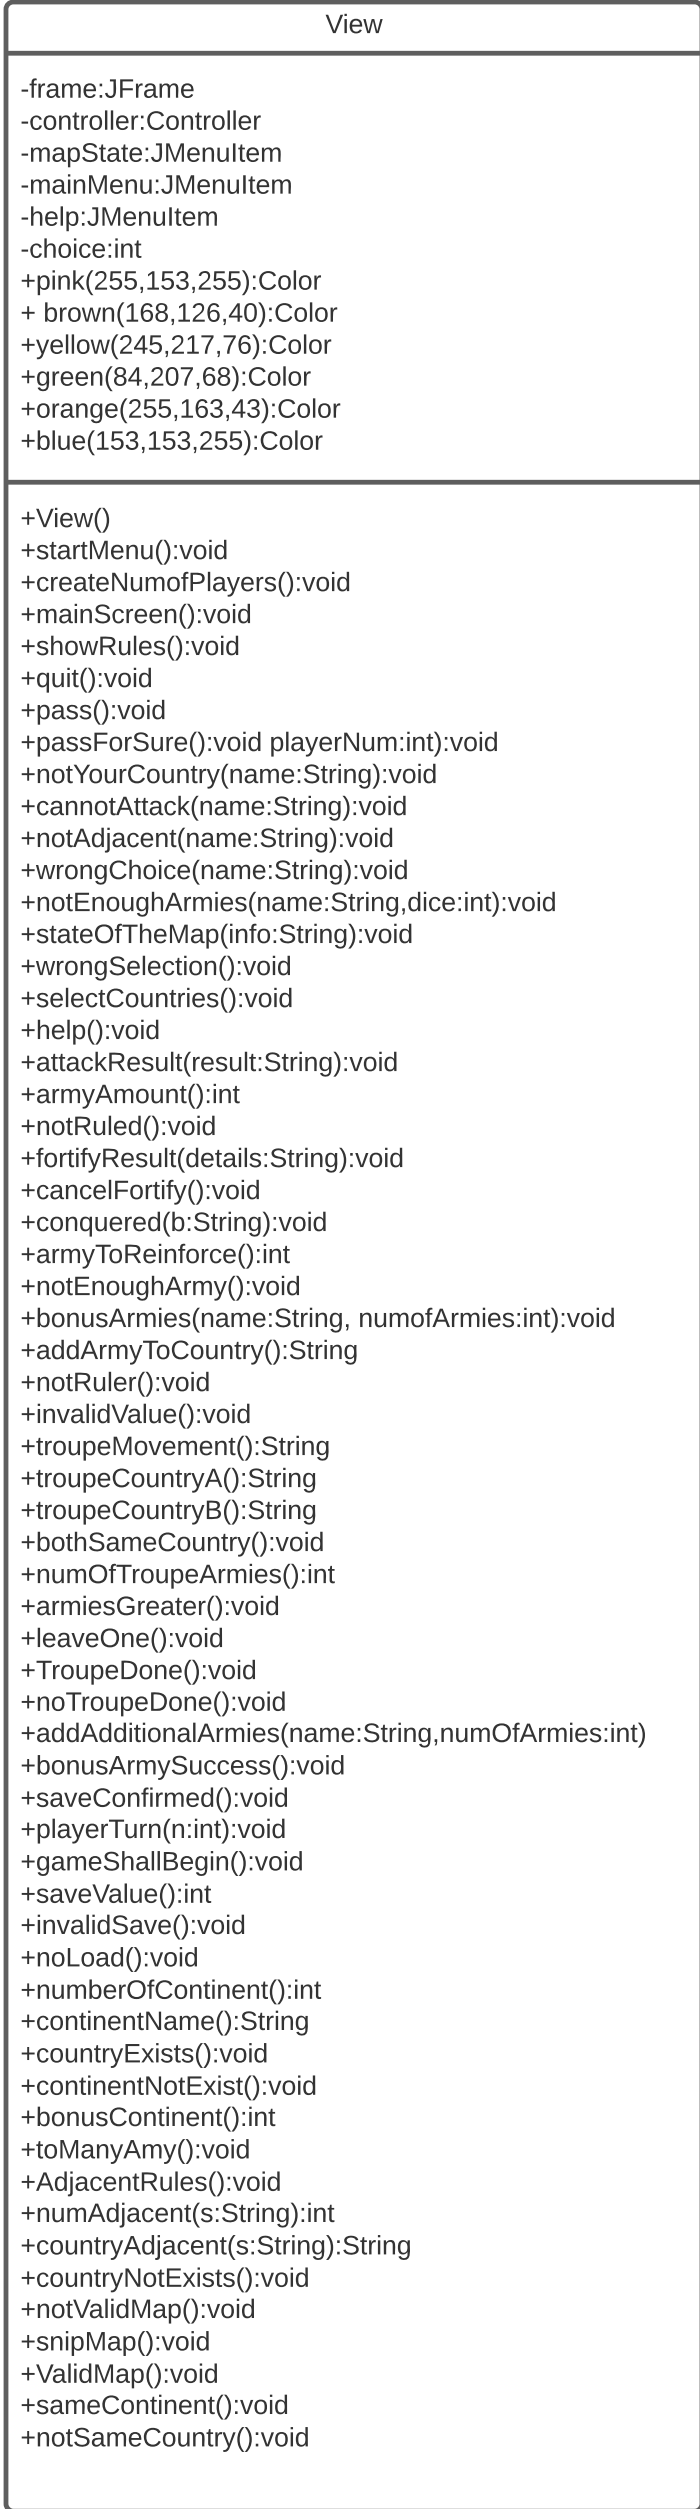 View
-frame:JFrame
-controller:Controller
-mapState:JMenuItem
-mainMenu:JMenuItem
-help:JMenuItem
-choice:int
+pink(255,153,255):Color
+ brown(168,126,40):Color
+yellow(245,217,76):Color
+green(84,207,68):Color
+orange(255,163,43):Color
+blue(153,153,255):Color
+View()
+startMenu():void
+createNumofPlayers():void
+mainScreen():void
+showRules():void
+quit():void
+pass():void
+passForSure():void playerNum:int):void
+notYourCountry(name:String):void
+cannotAttack(name:String):void
+notAdjacent(name:String):void
+wrongChoice(name:String):void
+notEnoughArmies(name:String,dice:int):void
+stateOfTheMap(info:String):void
+wrongSelection():void
+selectCountries():void
+help():void
+attackResult(result:String):void
+armyAmount():int
+notRuled():void
+fortifyResult(details:String):void
+cancelFortify():void
+conquered(b:String):void
+armyToReinforce():int
+notEnoughArmy():void
+bonusArmies(name:String, numofArmies:int):void
+addArmyToCountry():String
+notRuler():void
+invalidValue():void
+troupeMovement():String
+troupeCountryA():String
+troupeCountryB():String
+bothSameCountry():void
+numOfTroupeArmies():int
+armiesGreater():void
+leaveOne():void
+TroupeDone():void
+noTroupeDone():void
+addAdditionalArmies(name:String,numOfArmies:int)
+bonusArmySuccess():void
+saveConfirmed():void
+playerTurn(n:int):void
+gameShallBegin():void
+saveValue():int
+invalidSave():void
+noLoad():void
+numberOfContinent():int
+continentName():String
+countryExists():void
+continentNotExist():void
+bonusContinent():int
+toManyAmy():void
+AdjacentRules():void
+numAdjacent(s:String):int
+countryAdjacent(s:String):String
+countryNotExists():void
+notValidMap():void
+snipMap():void
+ValidMap():void
+sameContinent():void
+notSameCountry():void